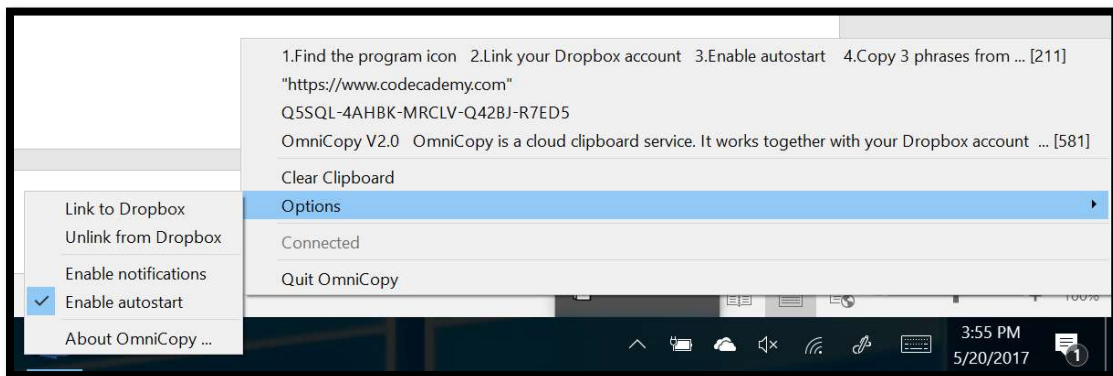 1.Find the program icon   2.Link your Dropbox account   3.Enable autostart   4.Copy 3 phrases from ... [211]
"https://www.codecademy.com"
Q5SQL-4AHBK-MRCLV-Q42BJ-R7ED5
OmniCopy V2.0   OmniCopy is a cloud clipboard service. It works together with your Dropbox account  ... [581]
Clear Clipboard
Options
Connected
Quit OmniCopy
Link to Dropbox
Unlink from Dropbox
Enable notifications
Enable autostart
About OmniCopy ...
100%
3:55 PM
5/20/2017
1